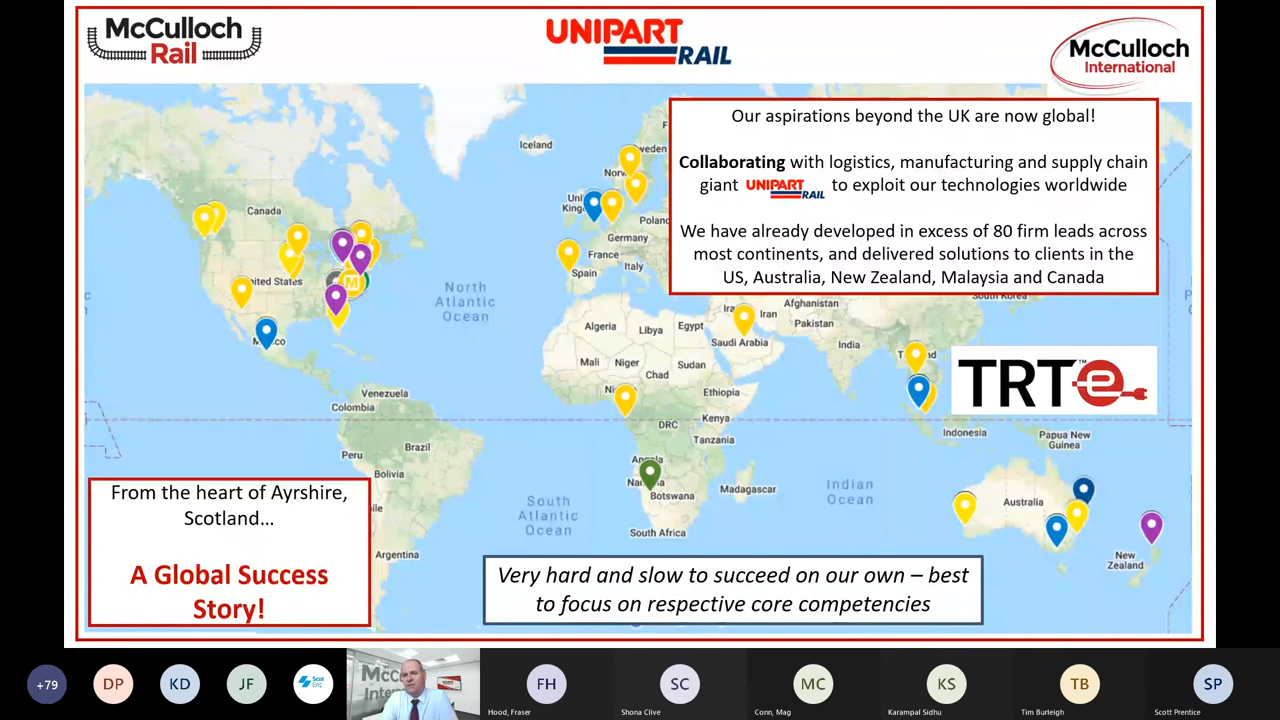 McCulloch
Rail
UNIPART
RAIL
McCulloch
International
Our aspirations beyond the UK are now global!
Collaborating with logistics, manufacturing and supply chain
giant UNIPART RAIL to exploit our technologies worldwide
We have already developed in excess of 80 firm leads across
most continents, and delivered solutions to clients in the
US, Australia, New Zealand, Malaysia and Canada
Iceland
Canada
Poland
Germany
France
Spain
Italy
North
Atlantic
Ocean
Afghanistan
South Korea
Iran
Pakistan
Algeria
Libya
Egypt
Saudi Arabia
India
Mali
Niger
Chad
Sudan
Ethiopia
TRTe™
Venezuela
Colombia
DRC
Kenya
Tanzania
Indonesia
Papua New
Guinea
Brazil
Peru
Bolivia
Botswana
Madagascar
Indian
Ocean
Australia
South
Atlantic
Ocean
South Africa
Argentina
New
Zealand
From the heart of Ayrshire,
Scotland...
A Global Success
Story!
Very hard and slow to succeed on our own – best
to focus on respective core competencies
+79
DP
KD
JF
Scot
Eng
FH
SC
MC
KS
TB
SP
Hood, Fraser
Shona Clive
Conn, Mag
Karampal Sidhu
Tim Burleigh
Scott Prentice